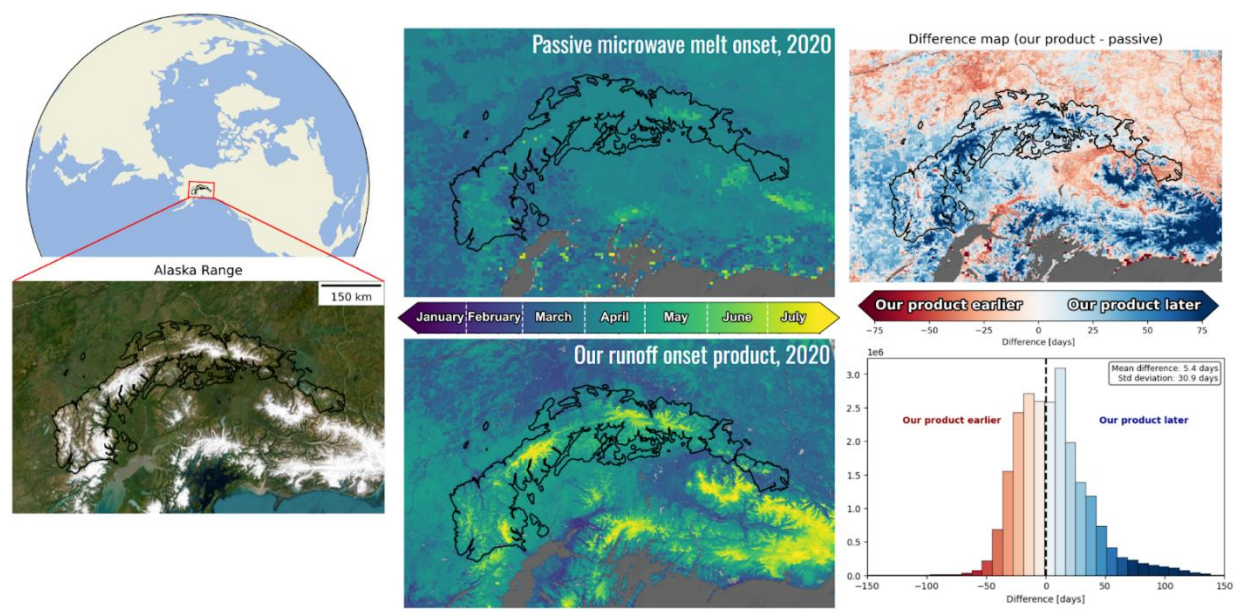 Alaska Range
150 km
Passive microwave melt onset, 2020
January February March April May June July
Our runoff onset product, 2020
Difference map (our product - passive)
Our product earlier Our product later
−75 −50 −25 0 25 50 75
Difference [days]
1e6
Mean difference: 5.4 days
Std deviation: 30.9 days
Our product earlier Our product later
3.0
2.5
2.0
1.5
1.0
0.5
0.0
−150 −100 −50 0 50 100 150
Difference [days]